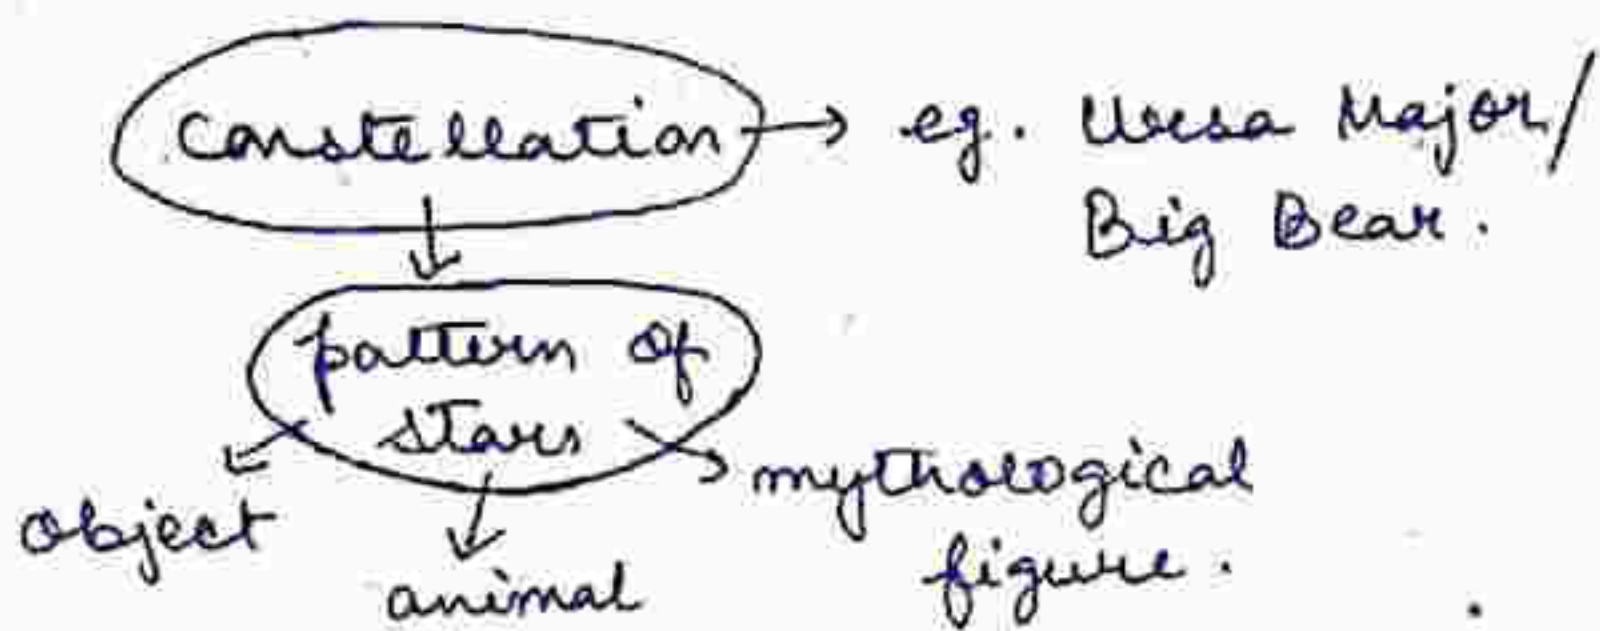 Constellation → eg. Ursa Major/
Big Bear.
pattern of
stars
object
animal
mythological
figure.